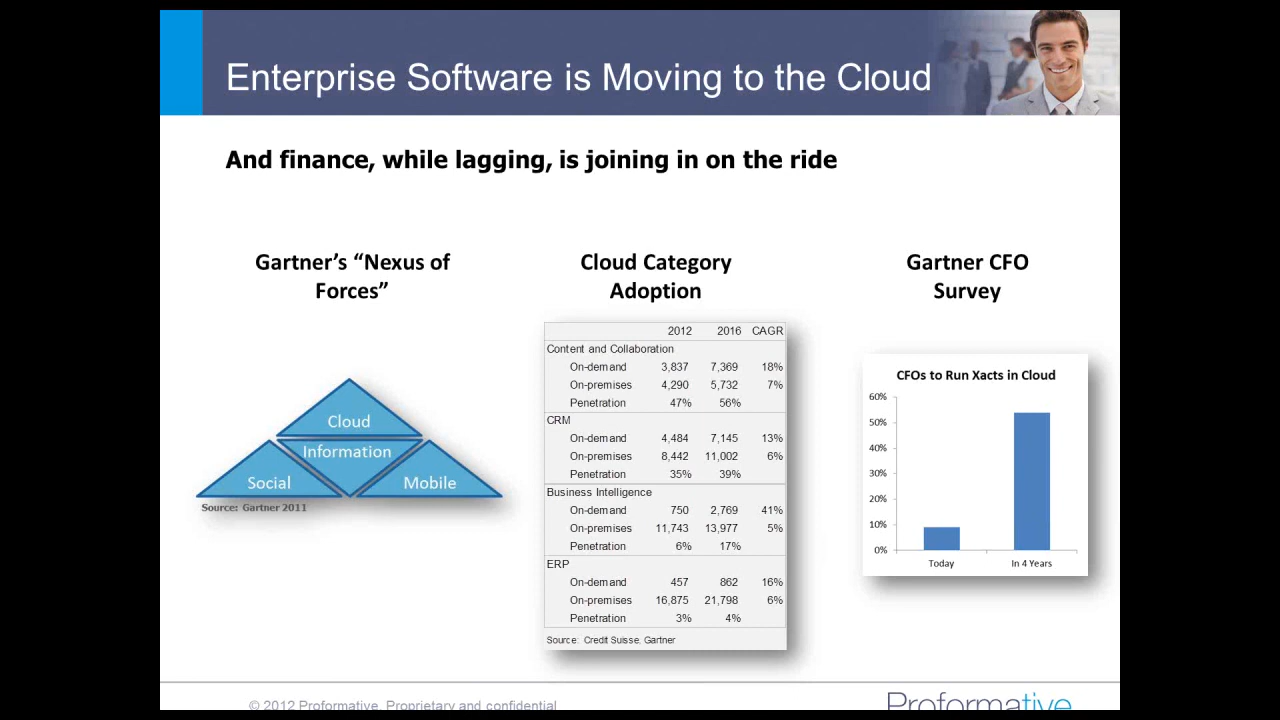 Enterprise Software is Moving to the Cloud
And finance, while lagging, is joining in on the ride
Gartner's “Nexus of
Forces”
Cloud
Information
Social
Mobile
Source: Gartner 2011
Cloud Category
Adoption
2012 2016 CAGR
Content and Collaboration
On-demand 3,837 7,369 18%
On-premises 4,290 5,732 7%
Penetration 47% 56%
CRM
On-demand 4,484 7,145 13%
On-premises 8,442 11,002 6%
Penetration 35% 39%
Business Intelligence
On-demand 750 2,769 41%
On-premises 11,743 13,977 5%
Penetration 6% 17%
ERP
On-demand 457 862 16%
On-premises 16,875 21,798 6%
Penetration 3% 4%
Source: Credit Suisse, Gartner
Gartner CFO
Survey
CFOs to Run Xacts in Cloud
60%
50%
40%
30%
20%
10%
0%
Today In 4 Years
© 2012 Proformative, Proprietary and confidential
Proformative